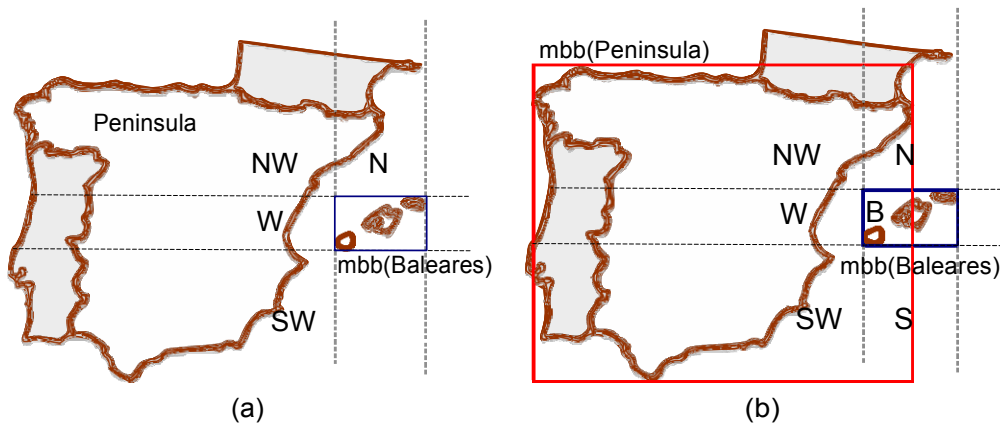 Peninsula
NW
N
W
mbb(Baleares)
SW
(a)
mbb(Peninsula)
NW
N
W
B
mbb(Baleares)
SW
S
(b)